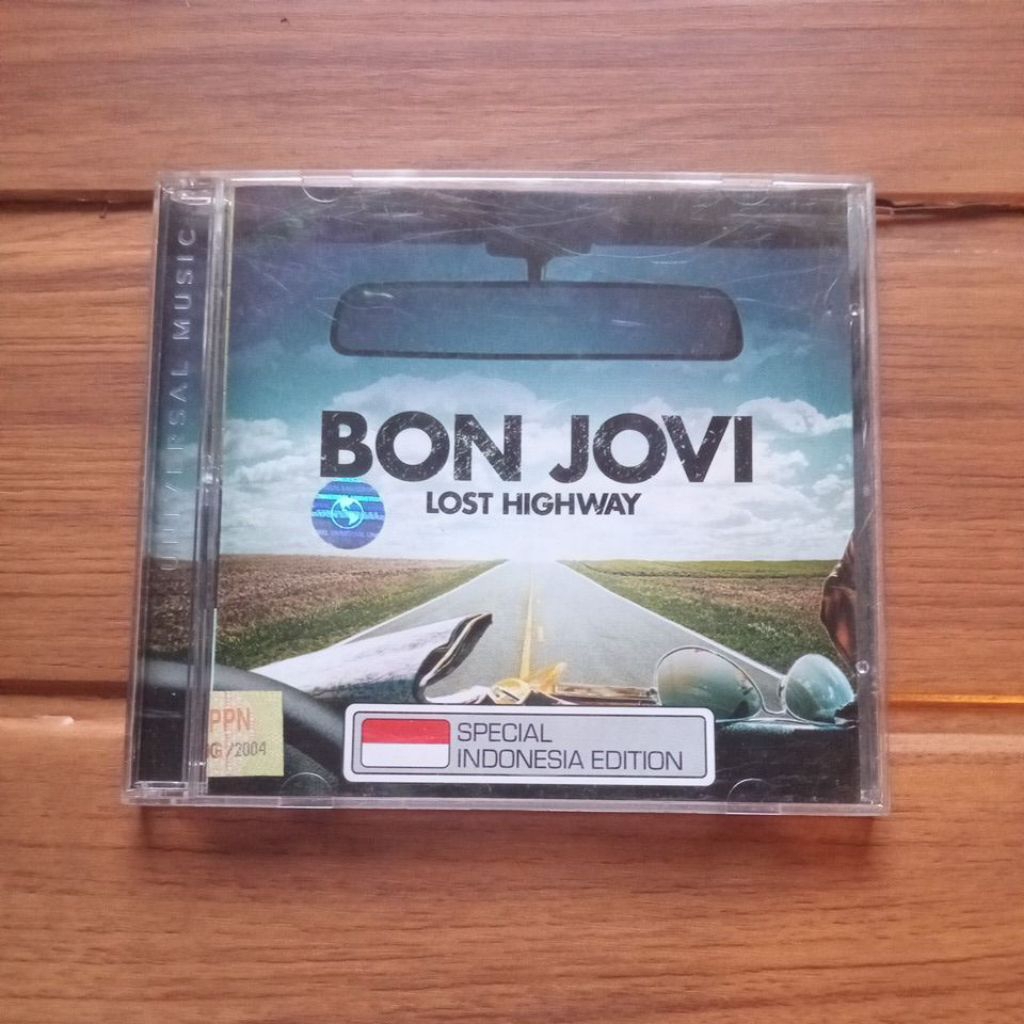 UNIVERSAL MUSIC
BON JOVI
LOST HIGHWAY
PPN
G /2004
SPECIAL
INDONESIA EDITION